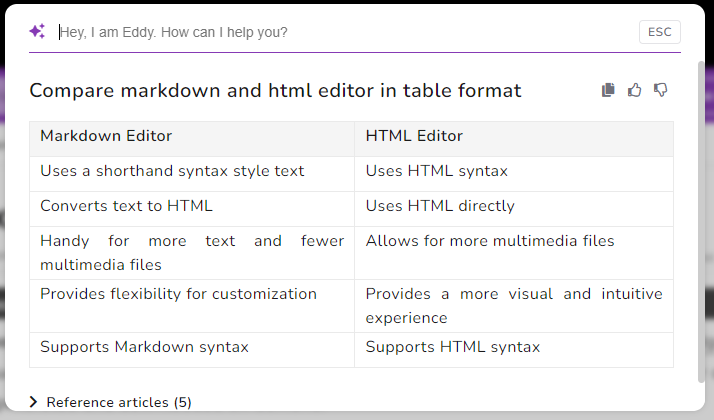 Hey, I am Eddy. How can I help you?
ESC
Compare markdown and html editor in table format
Markdown Editor
HTML Editor
Uses a shorthand syntax style text
Uses HTML syntax
Converts text to HTML
Uses HTML directly
Handy for more text and fewer
multimedia files
Allows for more multimedia files
Provides flexibility for customization
Provides a more visual and intuitive
experience
Supports Markdown syntax
Supports HTML syntax
Reference articles (5)